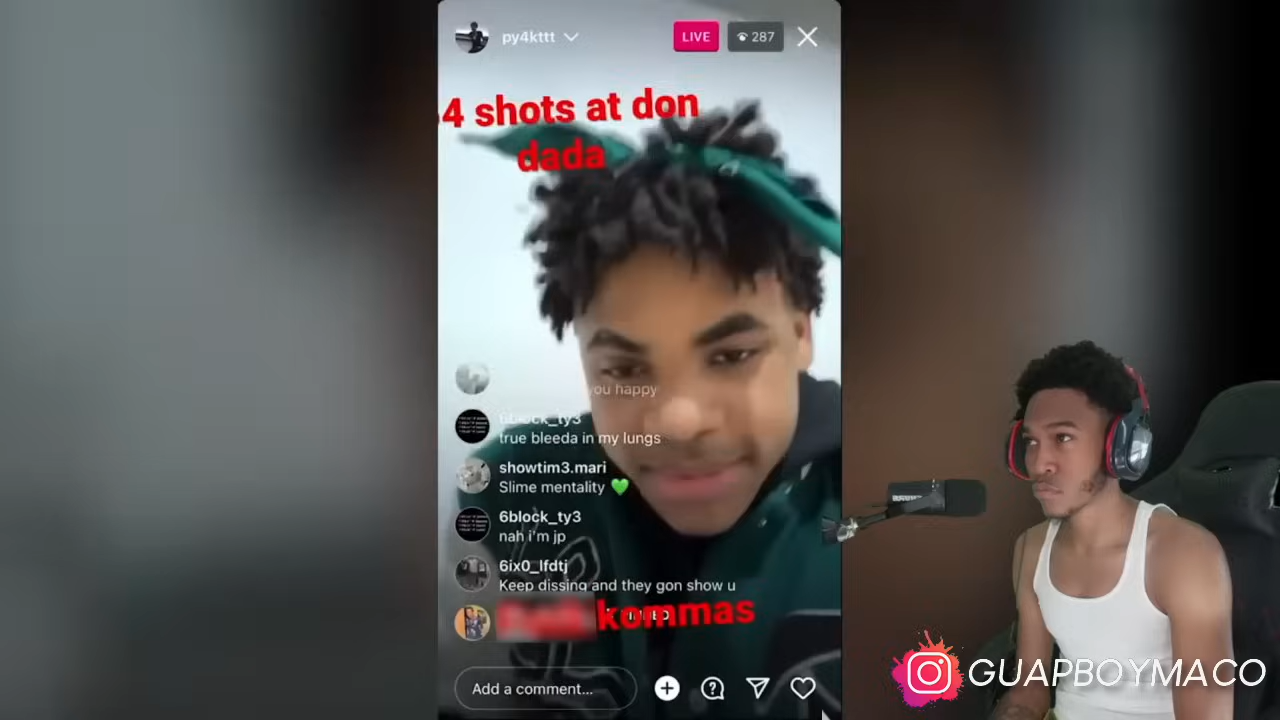 py4kttt
LIVE
287
4 shots at don
dada
you happy
6block_ty3
true bleeda in my lungs
showtim3.mari
Slime mentality 💚
6block_ty3
nah i'm jp
6ix0_lfdtj
Keep dissing and they gon show u
kommas
Add a comment...
GUAPBOYMACO